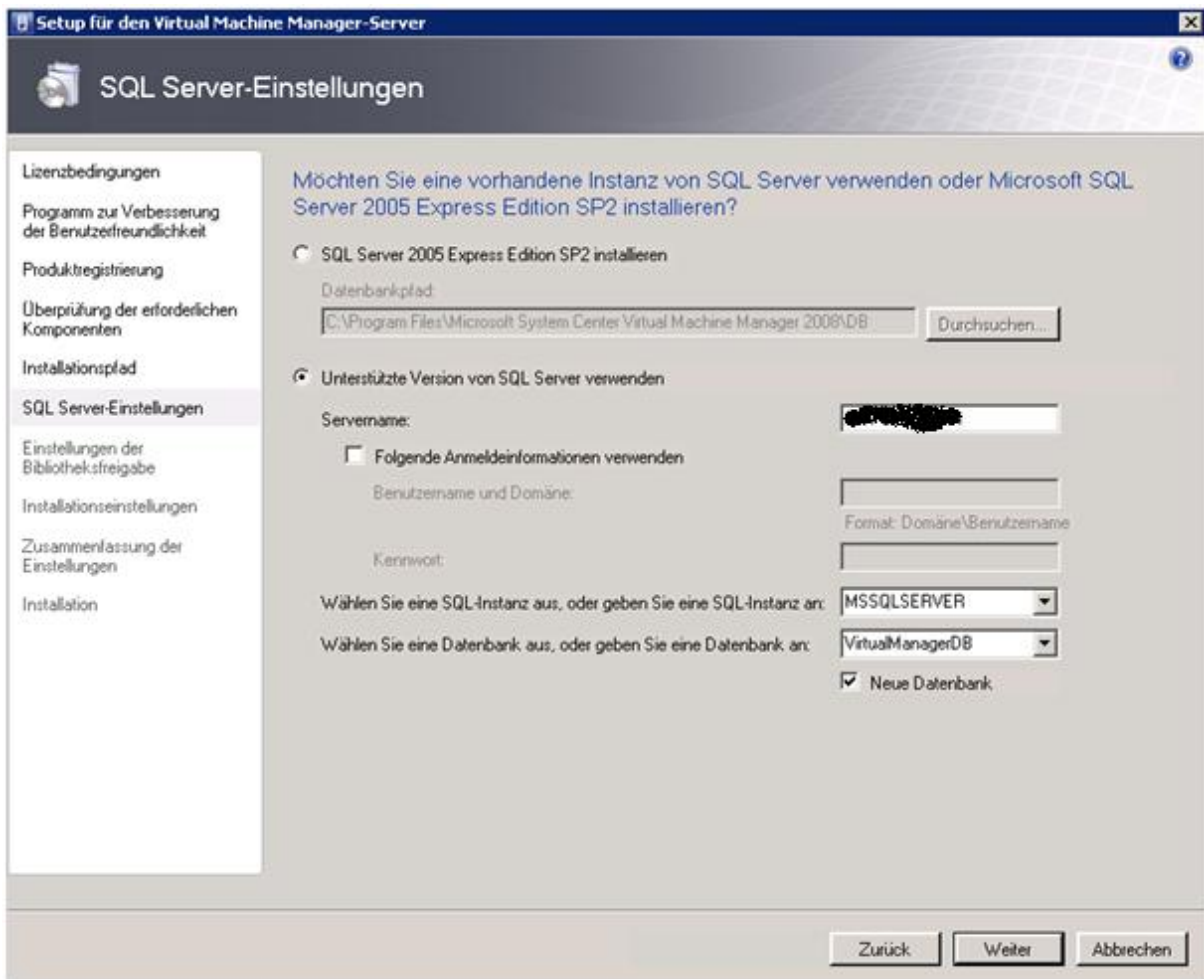 Setup für den Virtual Machine Manager-Server
SQL Server-Einstellungen
Lizenzbedingungen
Programm zur Verbesserung
der Benutzerfreundlichkeit
Produktregistrierung
Überprüfung der erforderlichen
Komponenten
Installationspfad
SQL Server-Einstellungen
Einstellungen der
Bibliotheksfreigabe
Installationseinstellungen
Zusammenfassung der
Einstellungen
Installation
Möchten Sie eine vorhandene Instanz von SQL Server verwenden oder Microsoft SQL
Server 2005 Express Edition SP2 installieren?
SQL Server 2005 Express Edition SP2 installieren
Datenbankpfad:
C:\Program Files\Microsoft System Center Virtual Machine Manager 2008\DB
Durchsuchen...
Unterstützte Version von SQL Server verwenden
Servername:
Folgende Anmeldeinformationen verwenden
Benutzername und Domäne:
Format: Domäne\Benutzername
Kennwort:
Wählen Sie eine SQL-Instanz aus, oder geben Sie eine SQL-Instanz an: MSSQLSERVER
Wählen Sie eine Datenbank aus, oder geben Sie eine Datenbank an: VirtualManagerDB
Neue Datenbank
Zurück Weiter Abbrechen